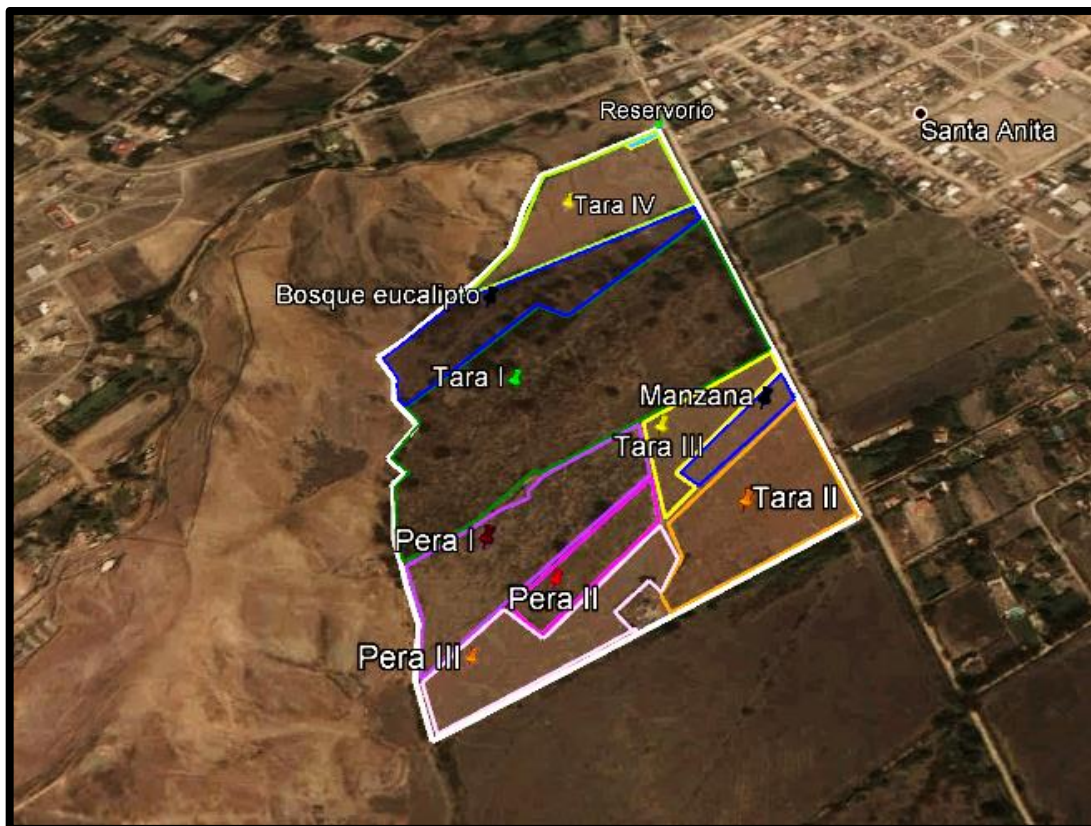 Reservorio
Santa Anita
Tara IV
Bosque eucalipto
Tara I
Manzana
Tara III
Tara II
Pera I
Pera II
Pera III